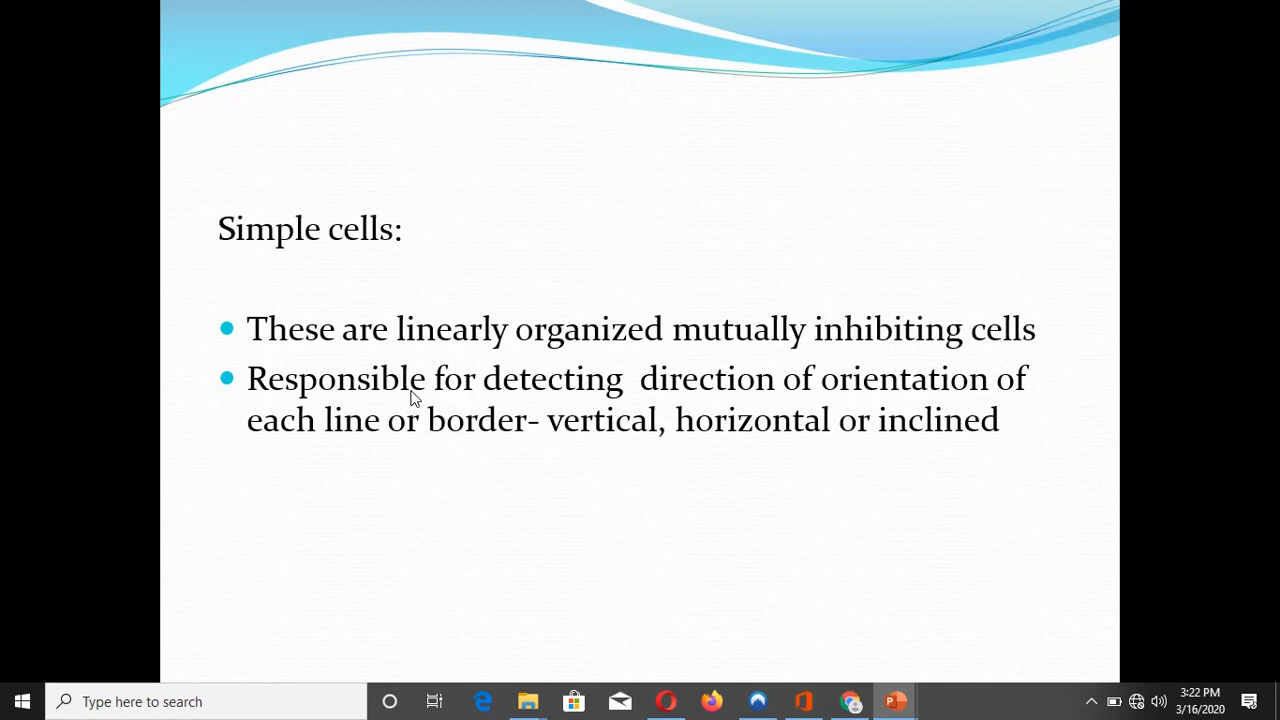 Simple cells:
These are linearly organized mutually inhibiting cells
Responsible for detecting direction of orientation of
each line or border- vertical, horizontal or inclined
Type here to search
3:22 PM
3/16/2020